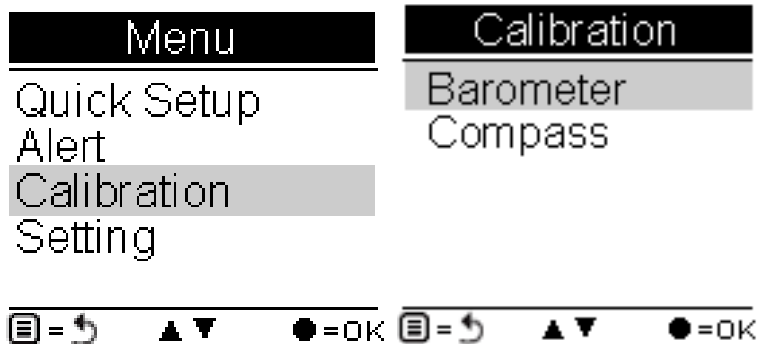 Menu
Quick Setup
Alert
Calibration
Setting
= ▲ ▼ ●=OK
Calibration
Barometer
Compass
= ▲ ▼ ●=OK